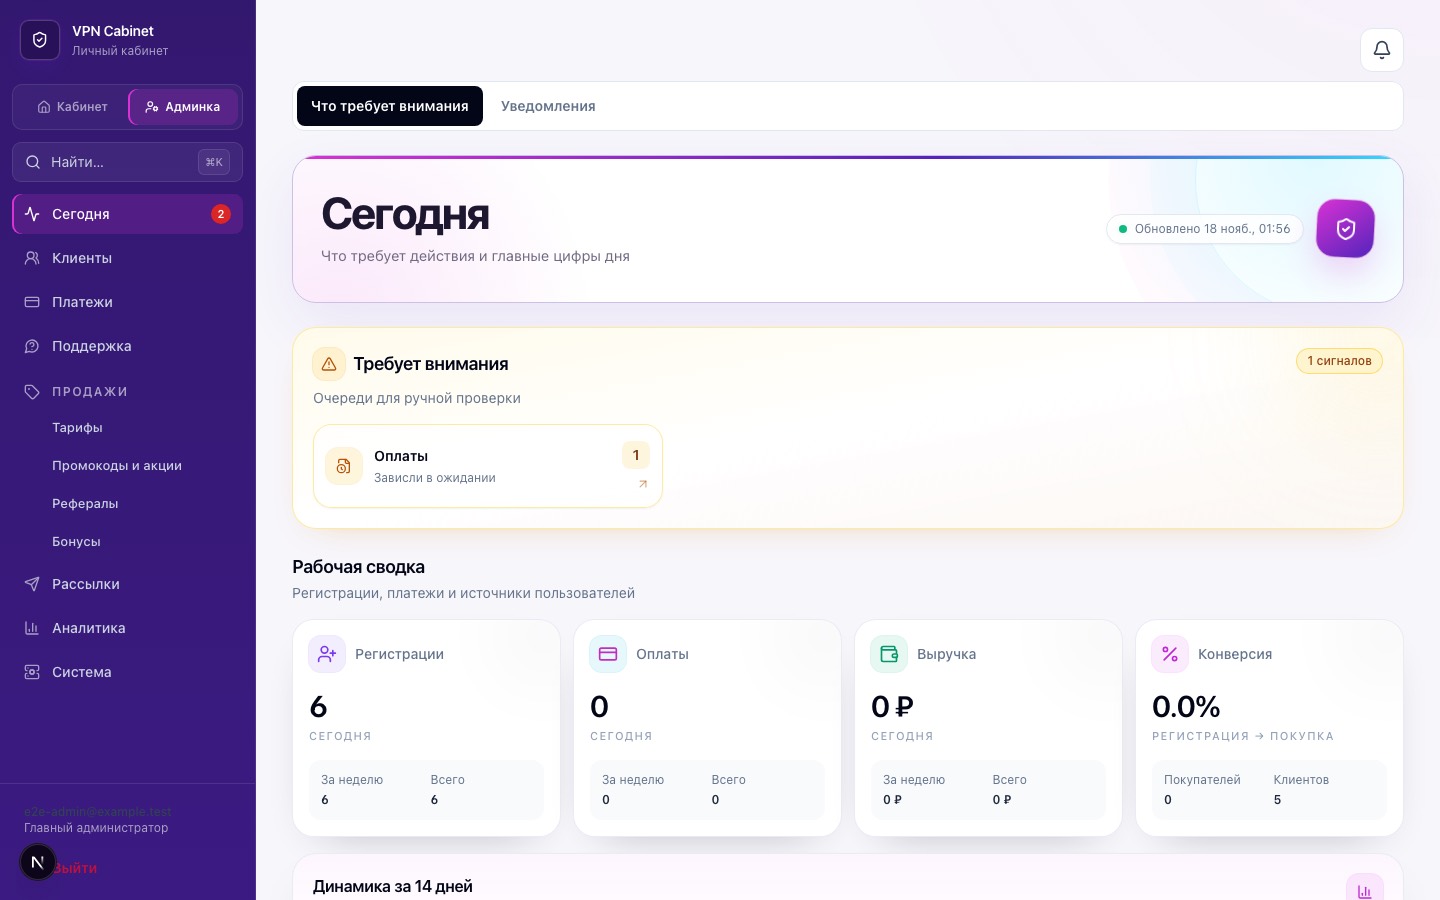 VPN Cabinet
Личный кабинет
Кабинет
Админка
Найти...
⌘K
Сегодня
2
Клиенты
Платежи
Поддержка
ПРОДАЖИ
Тарифы
Промокоды и акции
Рефералы
Бонусы
Рассылки
Аналитика
Система
e2e-admin@example.test
Главный администратор
N
Выйти
Что требует внимания
Уведомления
Сегодня
Что требует действия и главные цифры дня
Обновлено 18 нояб., 01:56
Требует внимания
1 сигналов
Очереди для ручной проверки
Оплаты
1
Зависли в ожидании
Рабочая сводка
Регистрации, платежи и источники пользователей
Регистрации
6
СЕГОДНЯ
За неделю
Всего
6
6
Оплаты
0
СЕГОДНЯ
За неделю
Всего
0
0
Выручка
0 ₽
СЕГОДНЯ
За неделю
Всего
0 ₽
0 ₽
Конверсия
0.0%
РЕГИСТРАЦИЯ → ПОКУПКА
Покупателей
Клиентов
0
5
Динамика за 14 дней